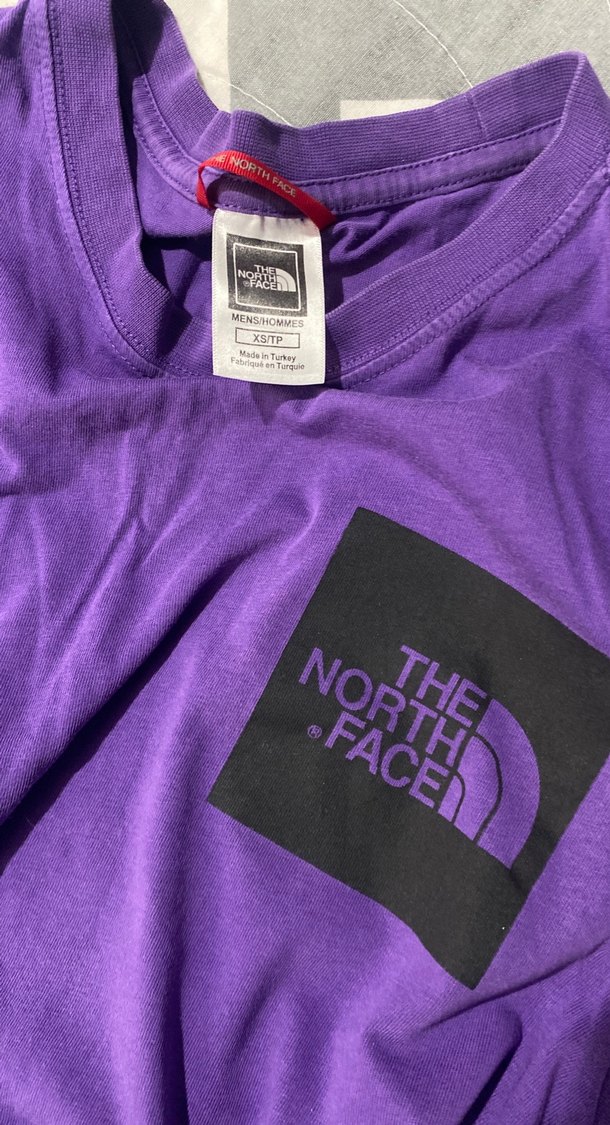 THE NORTH FACE
THE
NORTH
®FACE
MENS/HOMMES
XS/TP
Made in Turkey
Fabriqué en Turquie
THE
NORTH
® FACE